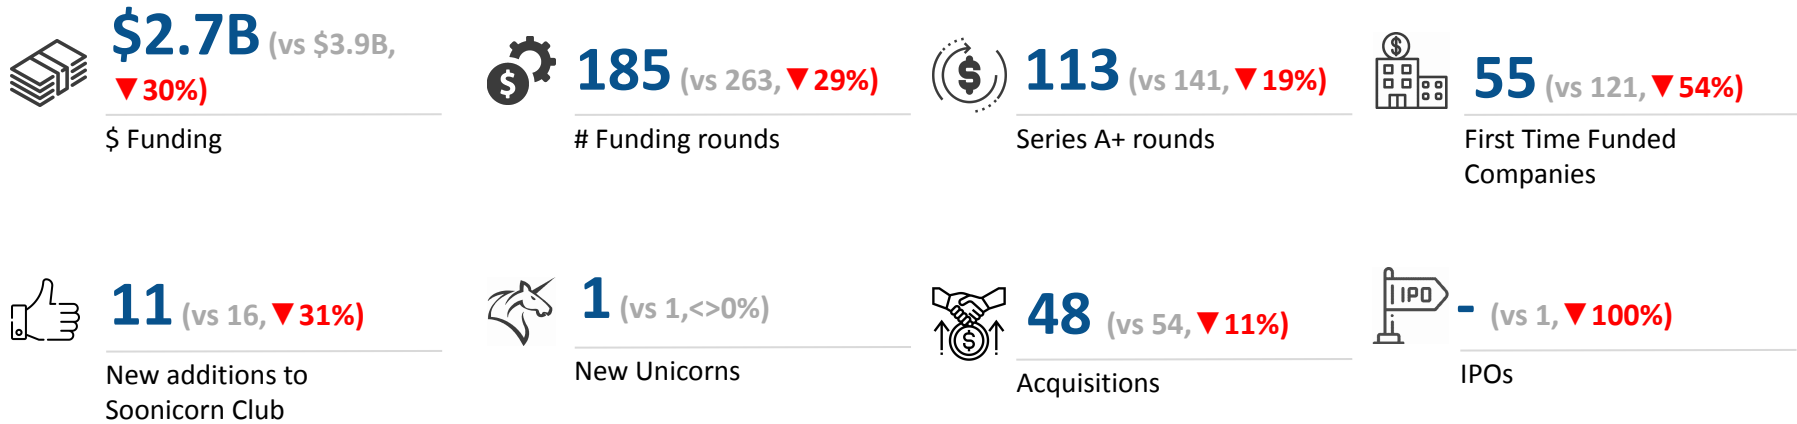 $2.7B (vs $3.9B,
▼30%)
$ Funding
185 (vs 263, ▼29%)
# Funding rounds
113 (vs 141, ▼19%)
Series A+ rounds
55 (vs 121, ▼54%)
First Time Funded
Companies
11 (vs 16, ▼31%)
New additions to
Soonicorn Club
1 (vs 1,<>0%)
New Unicorns
48 (vs 54, ▼11%)
Acquisitions
IPO
- (vs 1, ▼100%)
IPOs